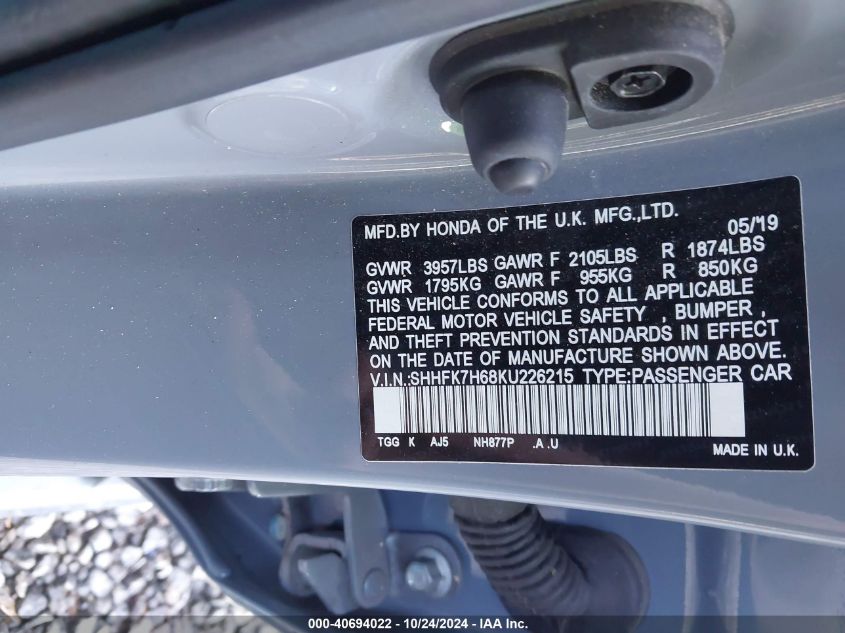 MFD.BY HONDA OF THE U.K. MFG.,LTD. 05/19
GVWR 3957LBS GAWR F 2105LBS R 1874LBS
GVWR 1795KG GAWR F 955KG R 850KG
THIS VEHICLE CONFORMS TO ALL APPLICABLE
FEDERAL MOTOR VEHICLE SAFETY , BUMPER ,
AND THEFT PREVENTION STANDARDS IN EFFECT
ON THE DATE OF MANUFACTURE SHOWN ABOVE.
V.I.N.:SHHFK7H68KU226215 TYPE:PASSENGER CAR
TGG K AJ5 NH877P .A .U MADE IN U.K.
000-40694022 - 10/24/2024 - IAA Inc.